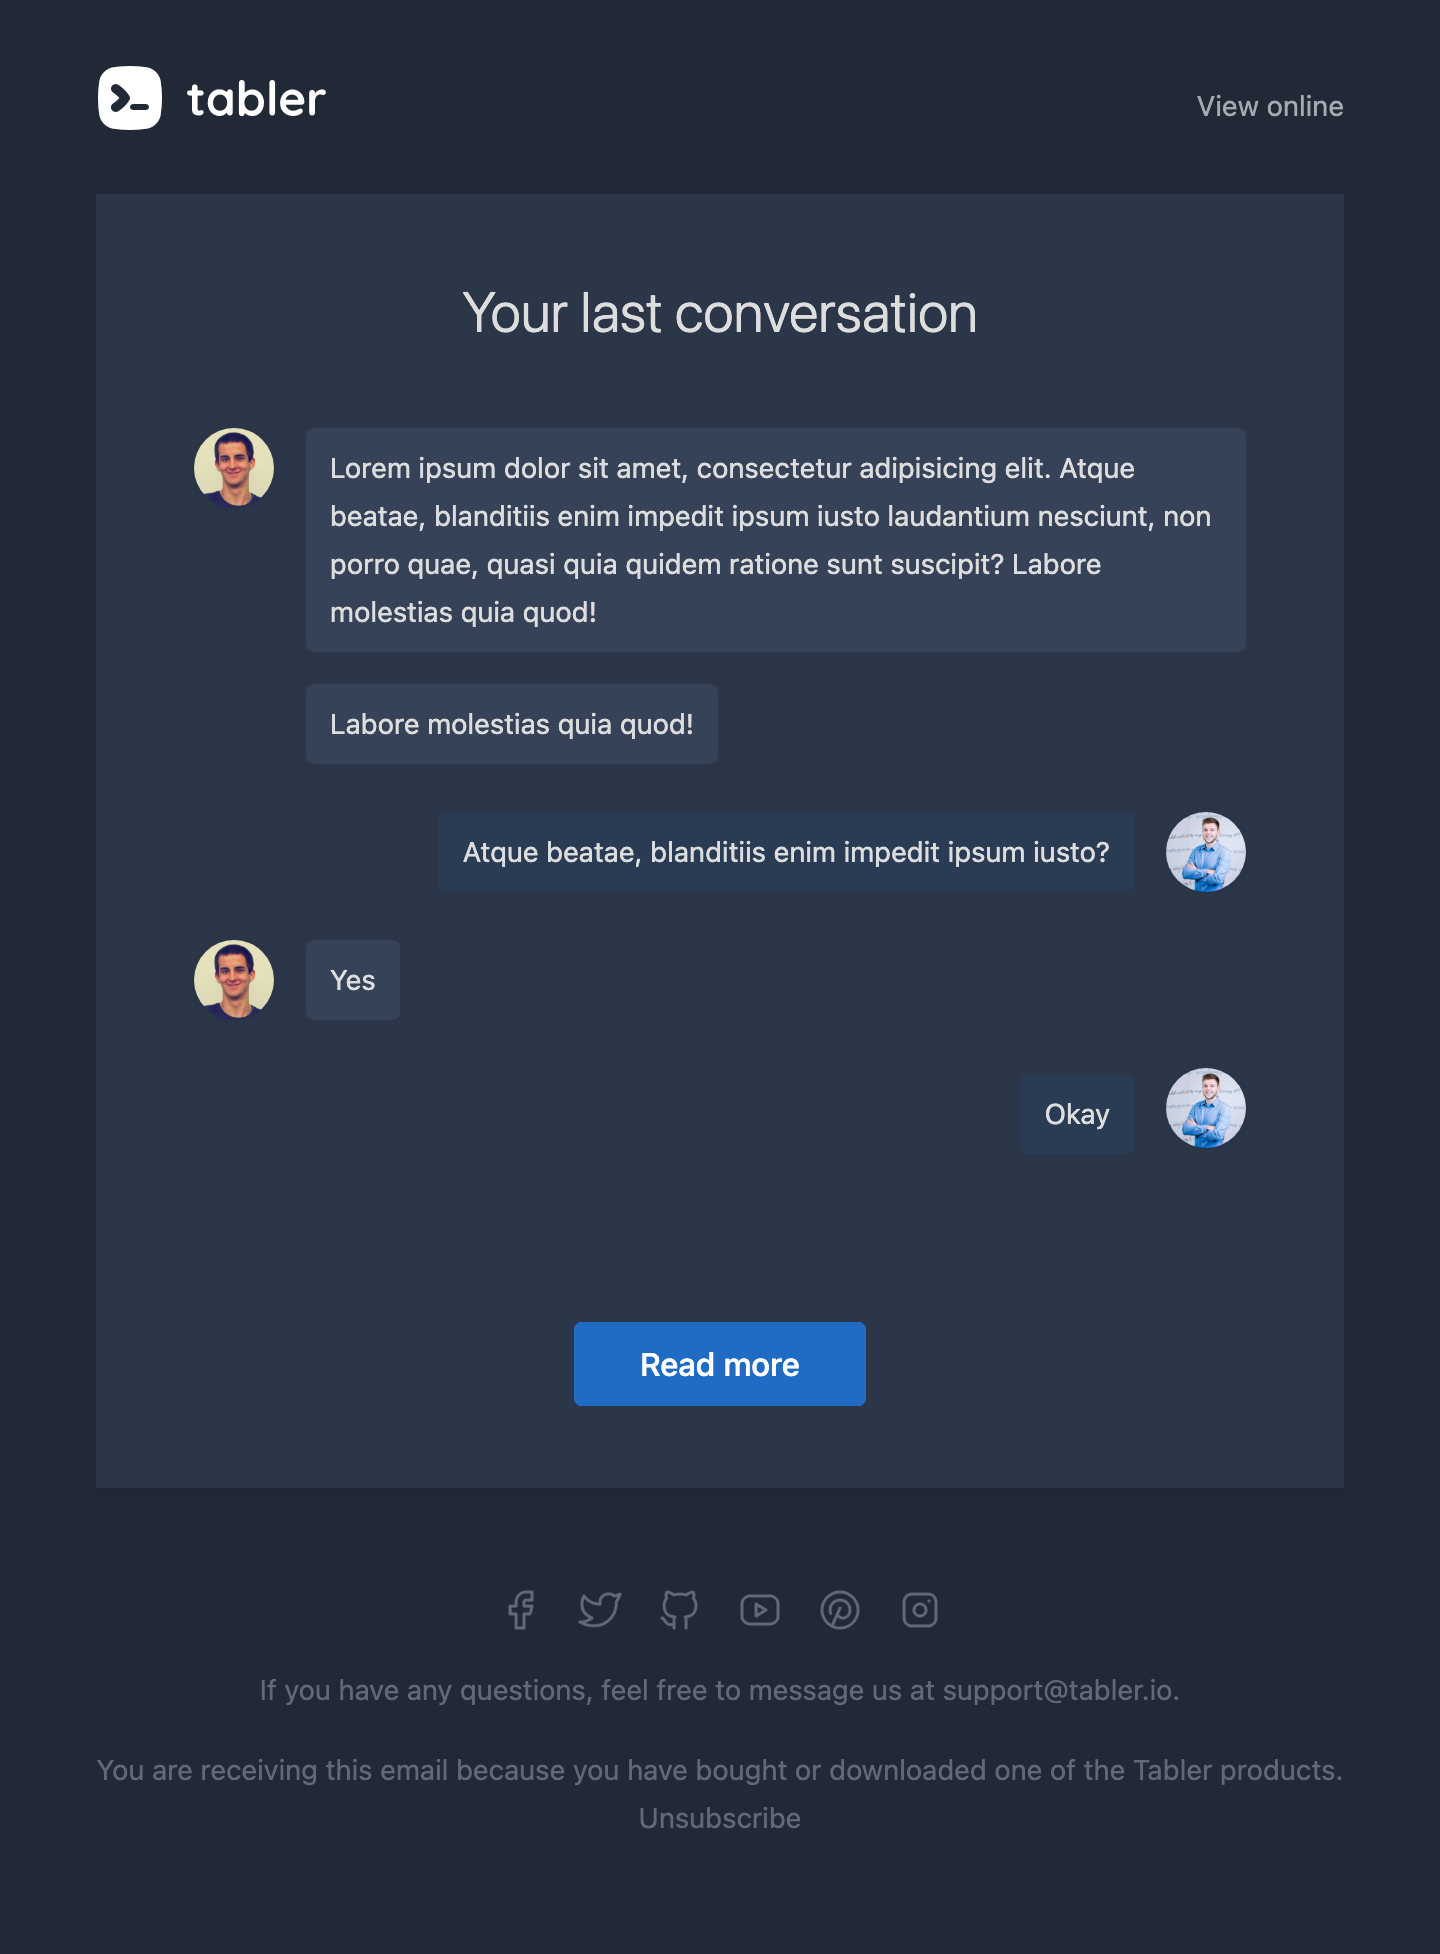 tabler
View online
Your last conversation
Lorem ipsum dolor sit amet, consectetur adipisicing elit. Atque
beatae, blanditiis enim impedit ipsum iusto laudantium nesciunt, non
porro quae, quasi quia quidem ratione sunt suscipit? Labore
molestias quia quod!
Labore molestias quia quod!
Atque beatae, blanditiis enim impedit ipsum iusto?
Yes
Okay
Read more
If you have any questions, feel free to message us at support@tabler.io.
You are receiving this email because you have bought or downloaded one of the Tabler products.
Unsubscribe